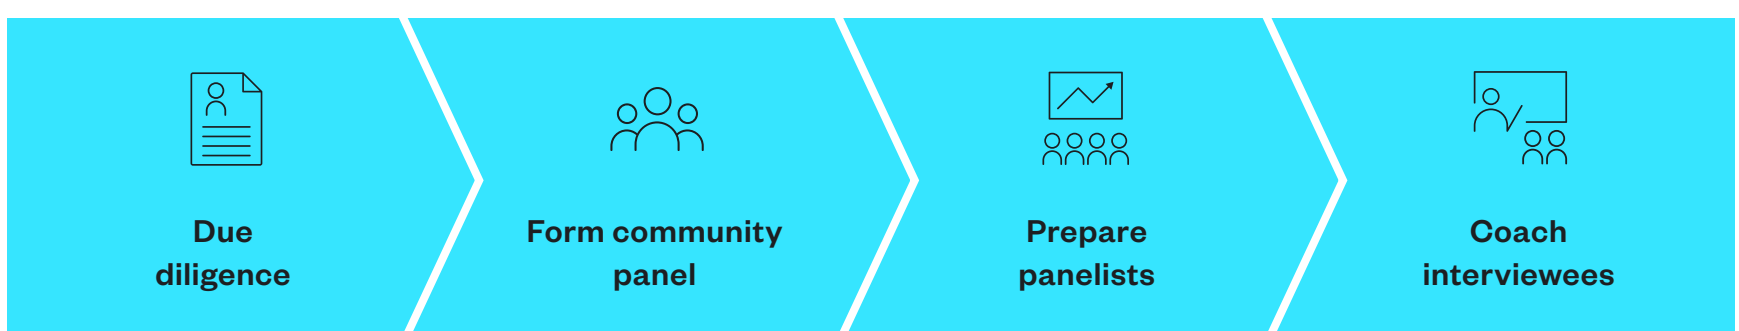 Due
diligence
Form community
panel
Prepare
panelists
Coach
interviewees